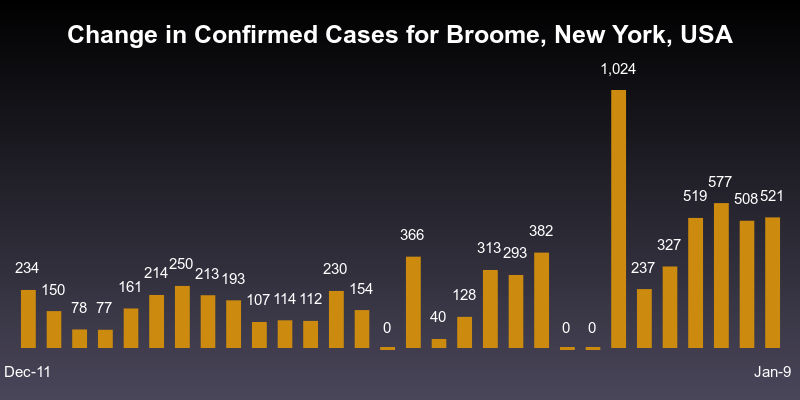 Change in Confirmed Cases for Broome, New York, USA
1,024
577
519 508 521
366 382
313 293 327
234 250 230 237
150 161 214 213 193 154
78 77 107 114 112 128
40
0 0 0
Dec-11 Jan-9